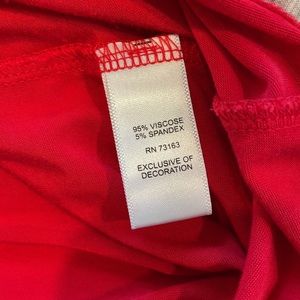 95% VISCOSE
5% SPANDEX
RN 73163
EXCLUSIVE OF
DECORATION